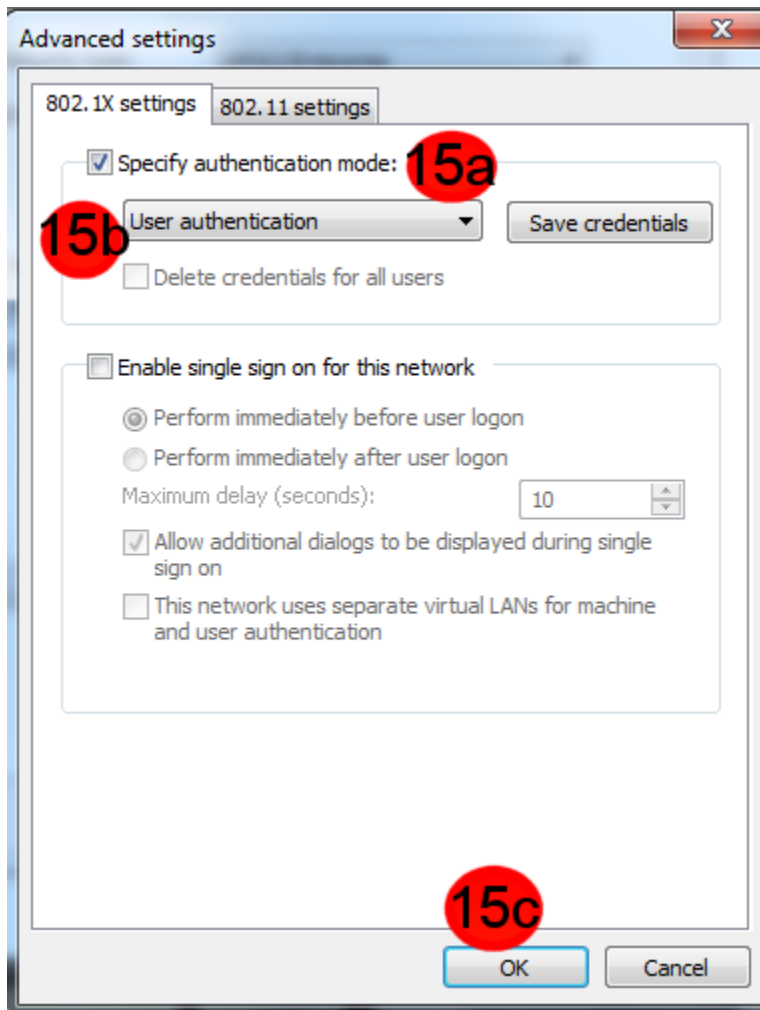 Advanced settings
X
802.1X settings 802.11 settings
Specify authentication mode: 15a
15b User authentication Save credentials
Delete credentials for all users
Enable single sign on for this network
Perform immediately before user logon
Perform immediately after user logon
Maximum delay (seconds): 10
Allow additional dialogs to be displayed during single
sign on
This network uses separate virtual LANs for machine
and user authentication
15c
OK Cancel